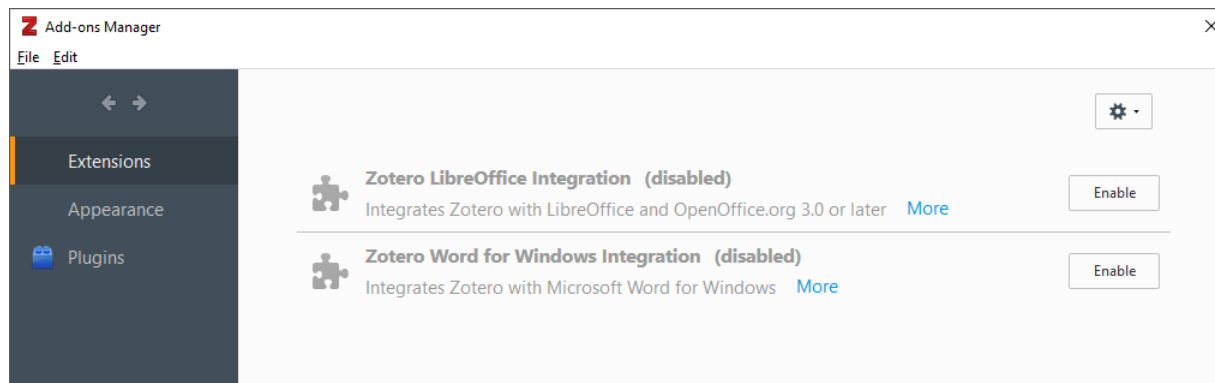 Add-ons Manager
File Edit
Extensions
Appearance
Plugins
Zotero LibreOffice Integration (disabled)
Integrates Zotero with LibreOffice and OpenOffice.org 3.0 or later More
Enable
Zotero Word for Windows Integration (disabled)
Integrates Zotero with Microsoft Word for Windows More
Enable